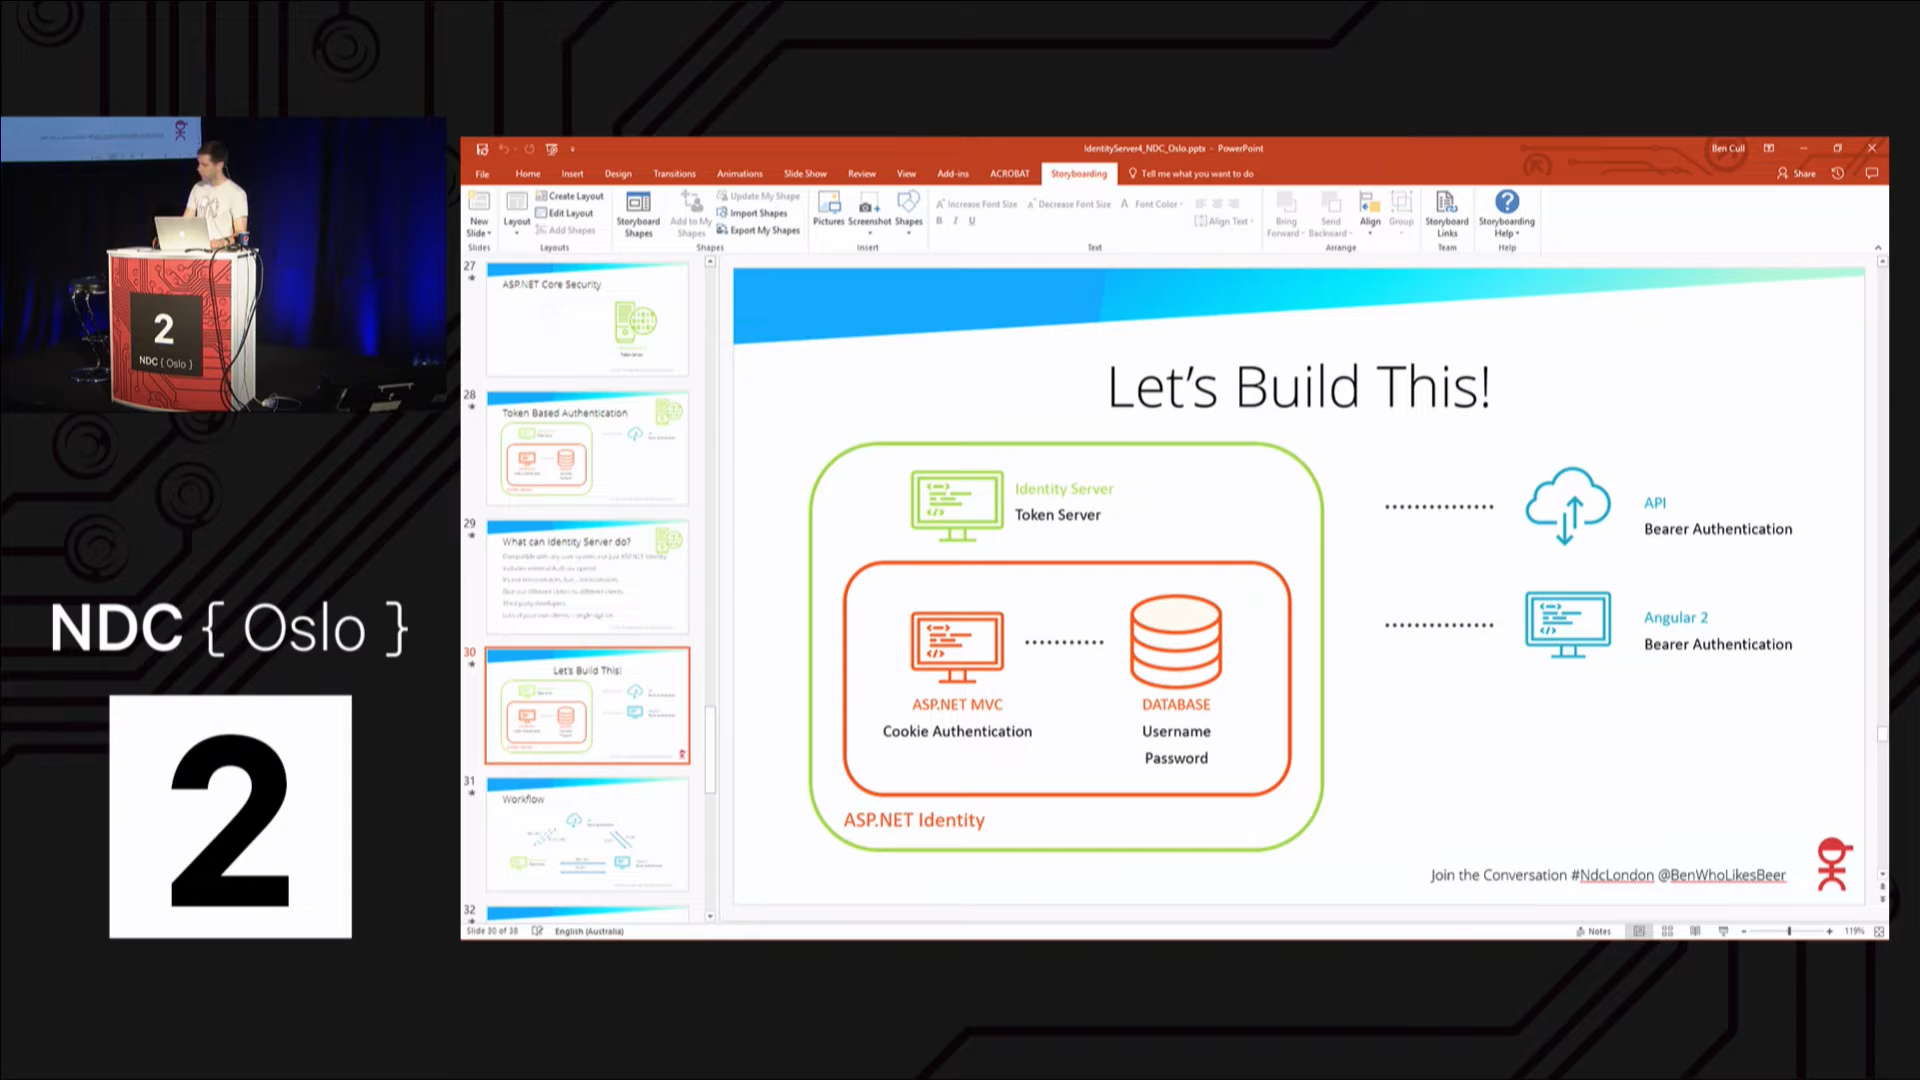 2
NDC { Oslo }
NDC { Oslo }
2
IdentityServer4_NDC_Oslo.pptx - PowerPoint
Ben Cull
File Home Insert Design Transitions Animations Slide Show Review View Add-ins ACROBAT Storyboarding Tell me what you want to do
Share
New Slide
Slides
Layout
Create Layout
Edit Layout
Add Shapes
Layouts
Storyboard Shapes
Add to My Shapes
Update My Shape
Import Shapes
Export My Shapes
Shapes
Pictures Screenshot Shapes
Insert
Increase Font Size Decrease Font Size Font Color
B I U
Align Text
Text
Bring Forward
Send Backward
Align Group
Arrange
Storyboard Links
Team
Storyboarding Help
Help
27
ASP.NET Core Security
Token Server
28
Token Based Authentication
29
What can Identity Server do?
30
Let's Build This!
31
Workflow
32
Let's Build This!
Identity Server
Token Server
ASP.NET MVC
Cookie Authentication
DATABASE
Username
Password
ASP.NET Identity
API
Bearer Authentication
Angular 2
Bearer Authentication
Join the Conversation #NdcLondon @BenWhoLikesBeer
Slide 30 of 38 English (Australia)
Notes
119%